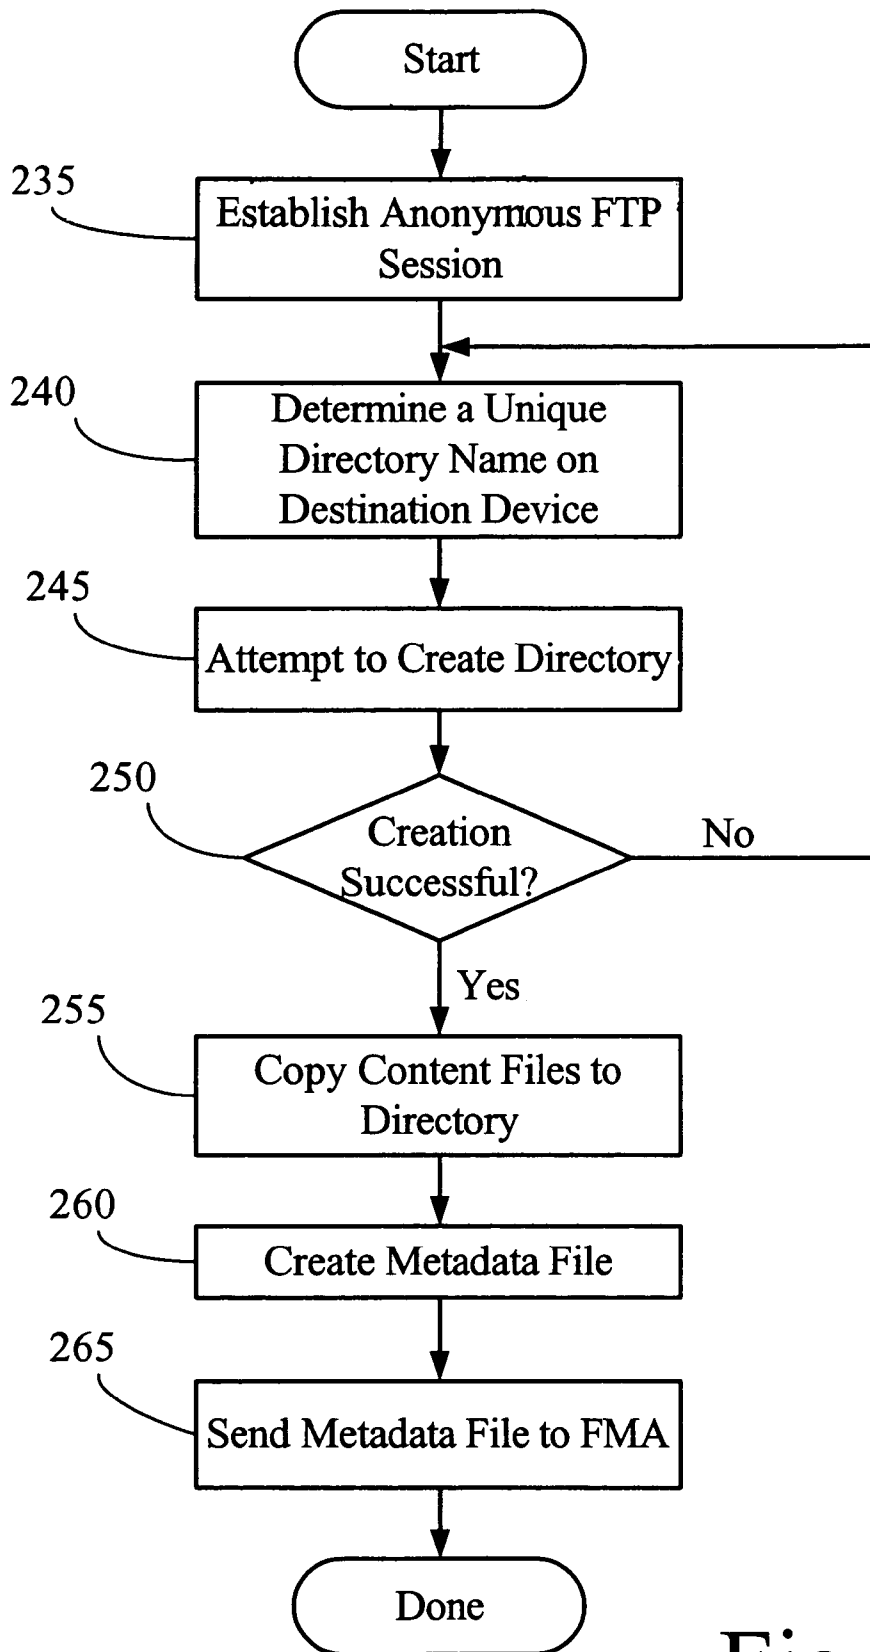 Start
235
Establish Anonymous FTP
Session
240
Determine a Unique
Directory Name on
Destination Device
245
Attempt to Create Directory
250
Creation
Successful?
No
Yes
255
Copy Content Files to
Directory
260
Create Metadata File
265
Send Metadata File to FMA
Done